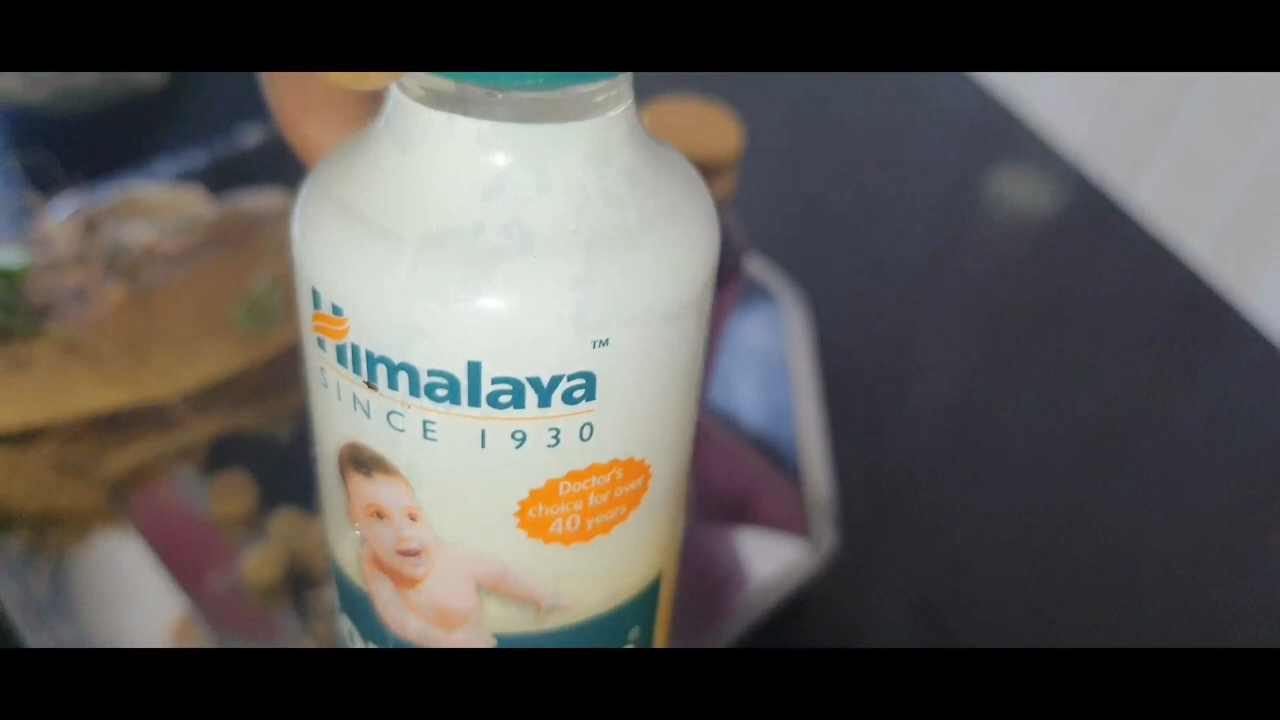 Himalaya
TM
SINCE 1930
Doctor's
choice for over
40 years